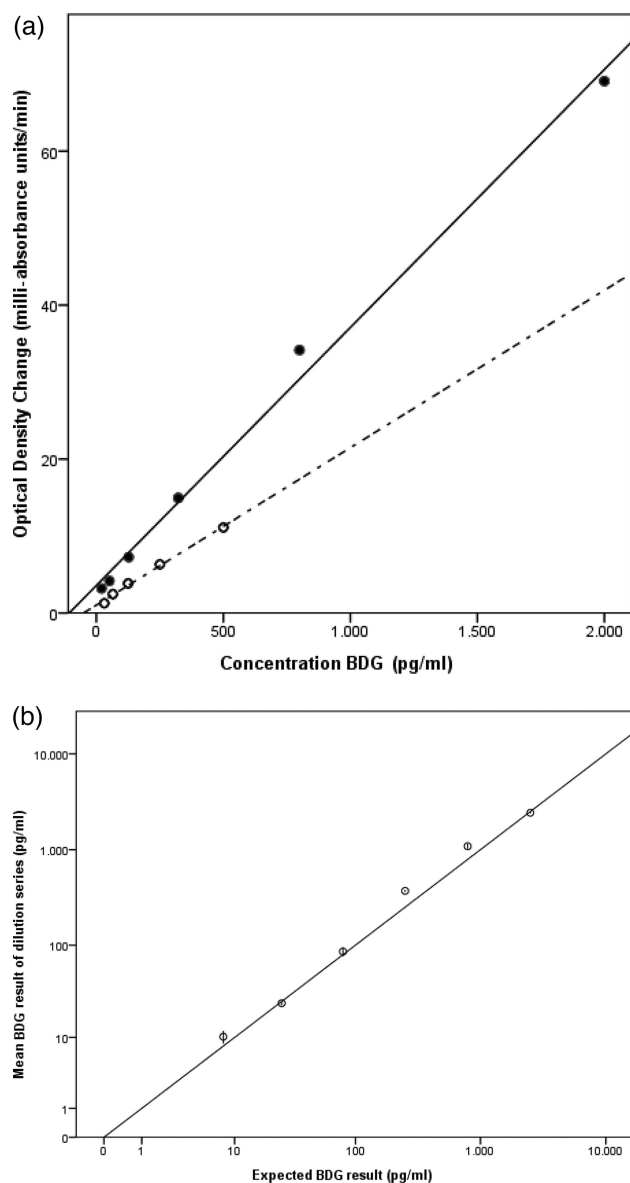 (a)
Optical Density Change (milli-absorbance units/min)
60
40
20
0
0 500 1.000 1.500 2.000
Concentration BDG (pg/ml)
(b)
Mean BDG result of dilution series (pg/ml)
10.000
1.000
100
10
1
0
0 1 10 100 1.000 10.000
Expected BDG result (pg/ml)